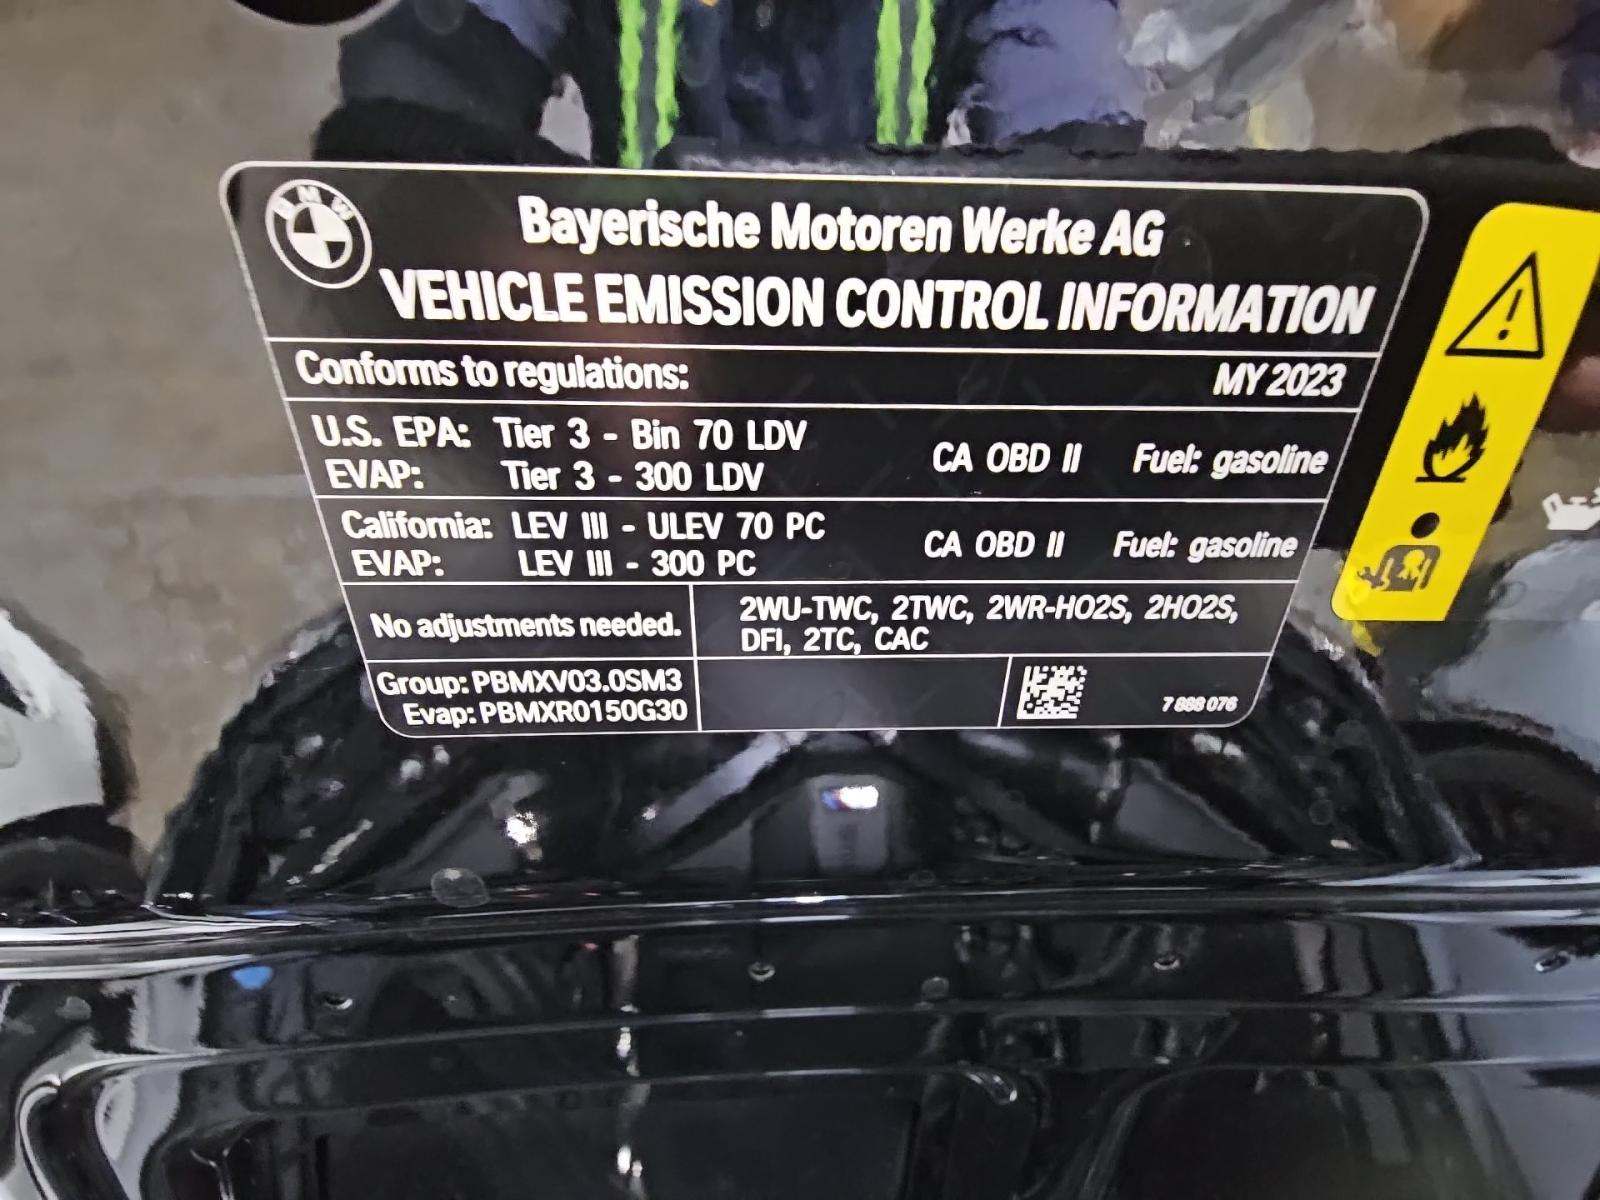 BMW
Bayerische Motoren Werke AG
VEHICLE EMISSION CONTROL INFORMATION
Conforms to regulations: MY 2023
U.S. EPA: Tier 3 - Bin 70 LDV CA OBD II Fuel: gasoline
EVAP: Tier 3 - 300 LDV
California: LEV III - ULEV 70 PC CA OBD II Fuel: gasoline
EVAP: LEV III - 300 PC
No adjustments needed. 2WU-TWC, 2TWC, 2WR-HO2S, 2HO2S,
DFI, 2TC, CAC
Group: PBMXV03.0SM3
Evap: PBMXR0150G30
7 888 076